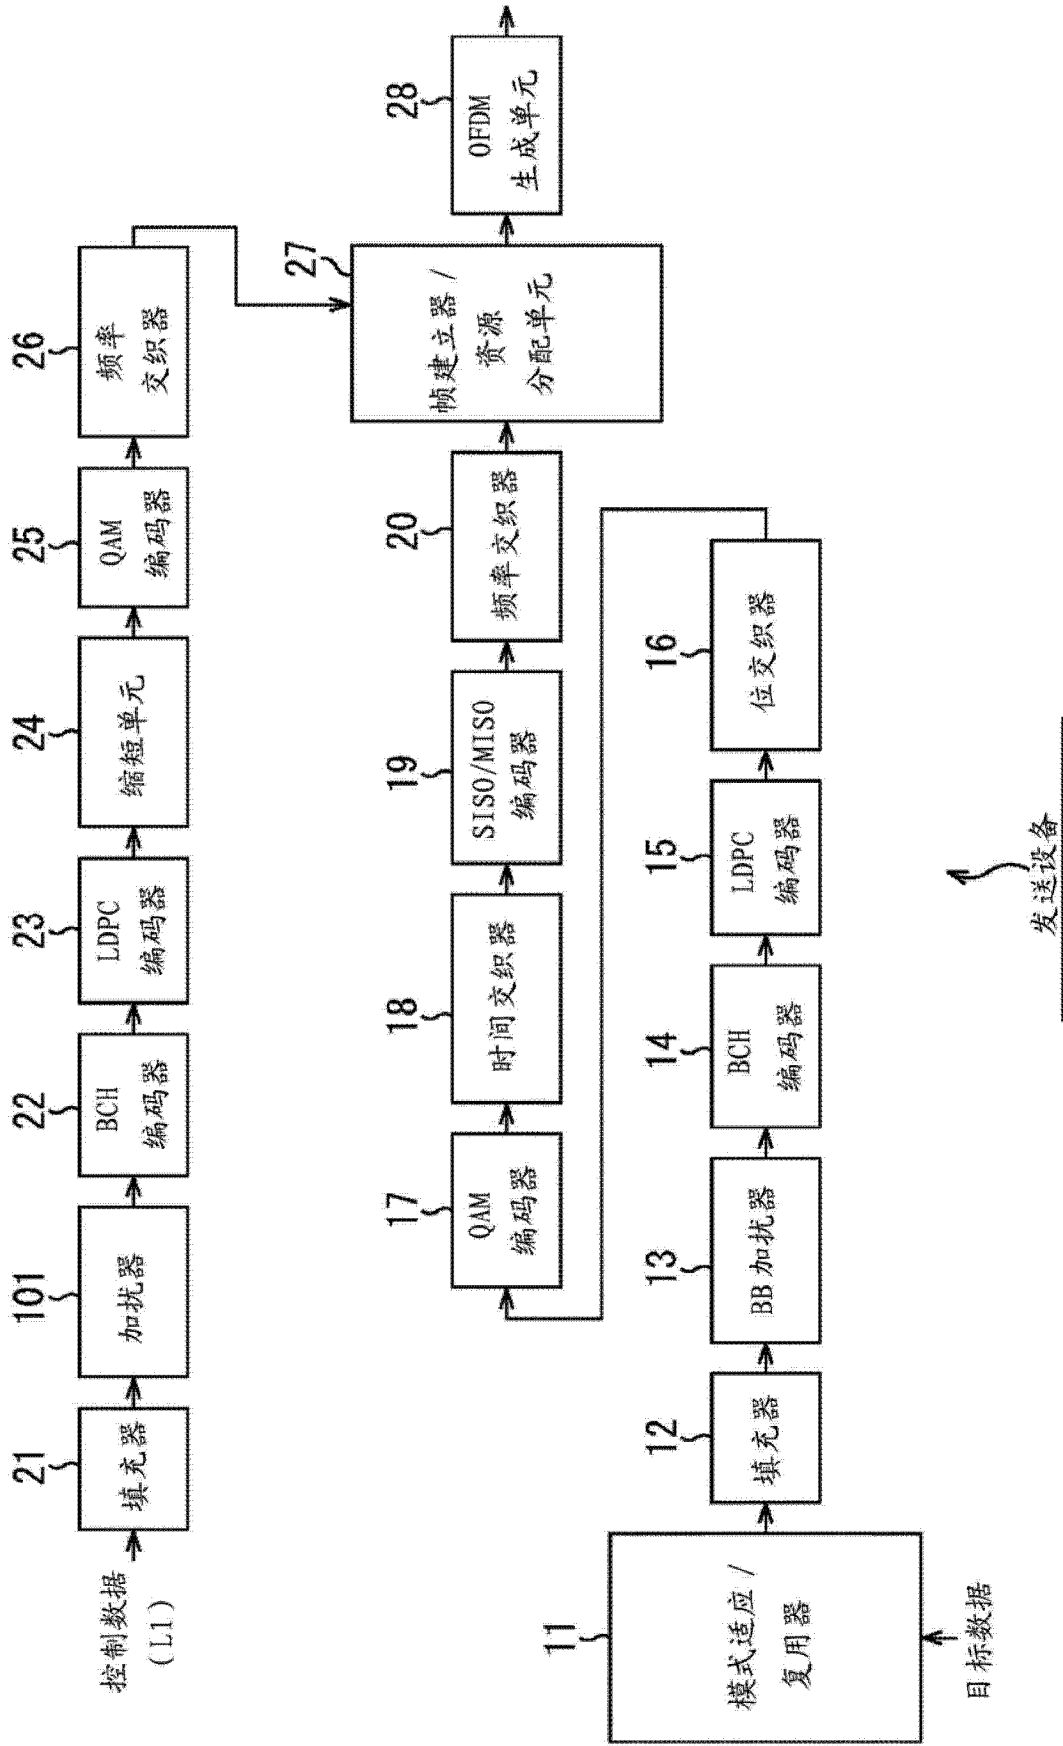 控制数据
(L1)
21
填充器
101
加扰器
22
BCH
编码器
23
LDPC
编码器
24
缩短单元
25
QAM
编码器
26
频率
交织器
17
QAM
编码器
18
时间交织器
19
SISO/MISO
编码器
20
频率交织器
27
帧建立器/
资源
分配单元
28
OFDM
生成单元
11
模式适应/
复用器
目标数据
12
填充器
13
BB加扰器
14
BCH
编码器
15
LDPC
编码器
16
位交织器
发送设备